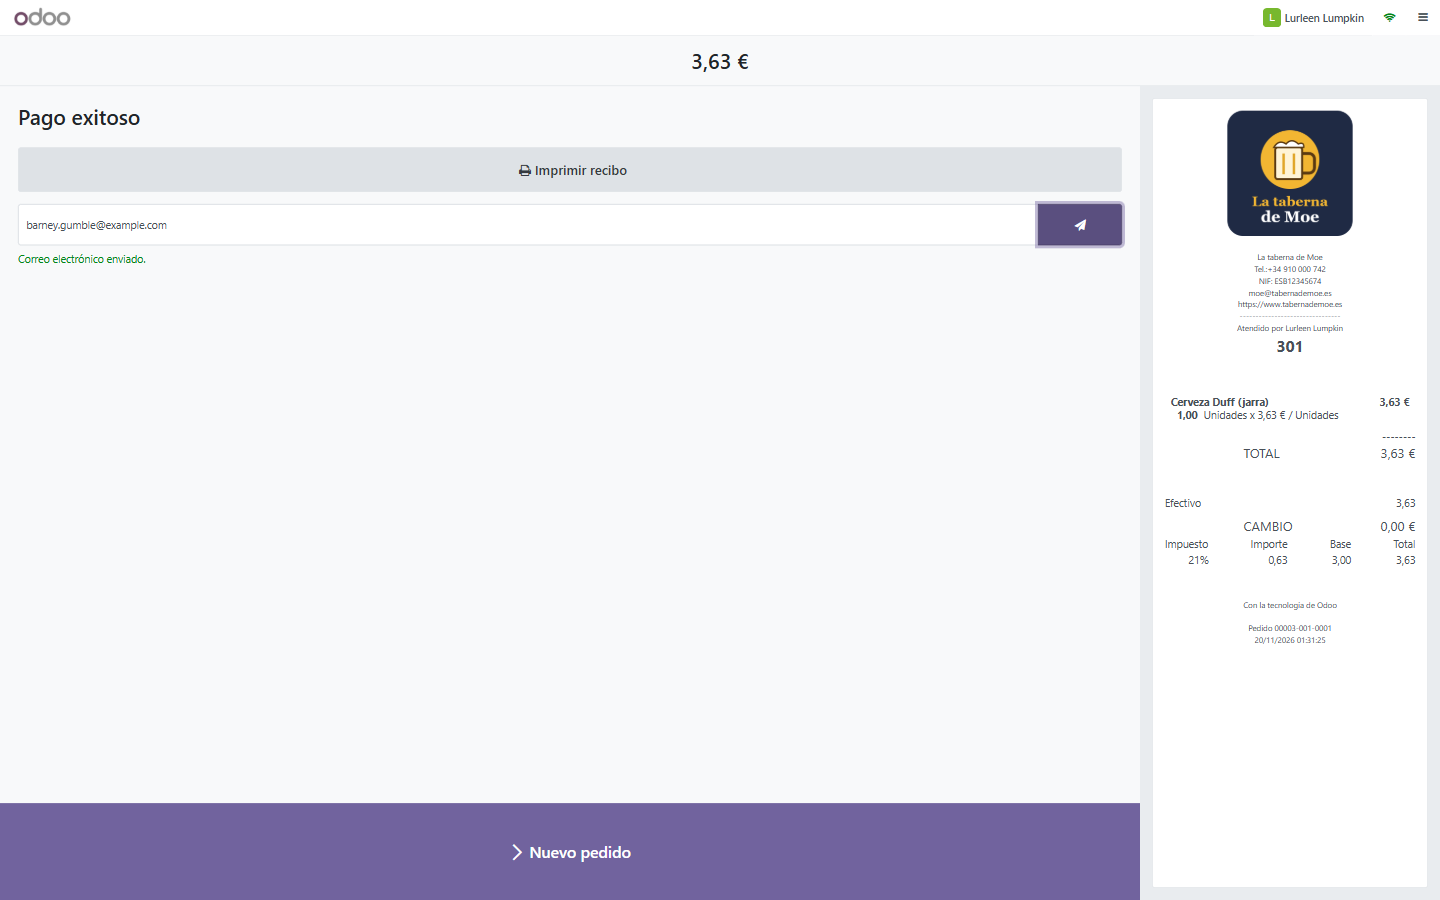 odoo
L Lurleen Lumpkin
3,63 €
Pago exitoso
Imprimir recibo
barney.gumble@example.com
Correo electrónico enviado.
Nuevo pedido
La taberna
de Moe
La taberna de Moe
Tel.:+34 910 000 742
NIF: ESB12345674
moe@tabernademoe.es
https://www.tabernademoe.es
--------------------------------
Atendido por Lurleen Lumpkin
301
Cerveza Duff (jarra) 3,63 €
1,00 Unidades x 3,63 € / Unidades
--------
TOTAL 3,63 €
Efectivo 3,63
CAMBIO 0,00 €
Impuesto Importe Base Total
21% 0,63 3,00 3,63
Con la tecnología de Odoo
Pedido 00003-001-0001
20/11/2026 01:31:25